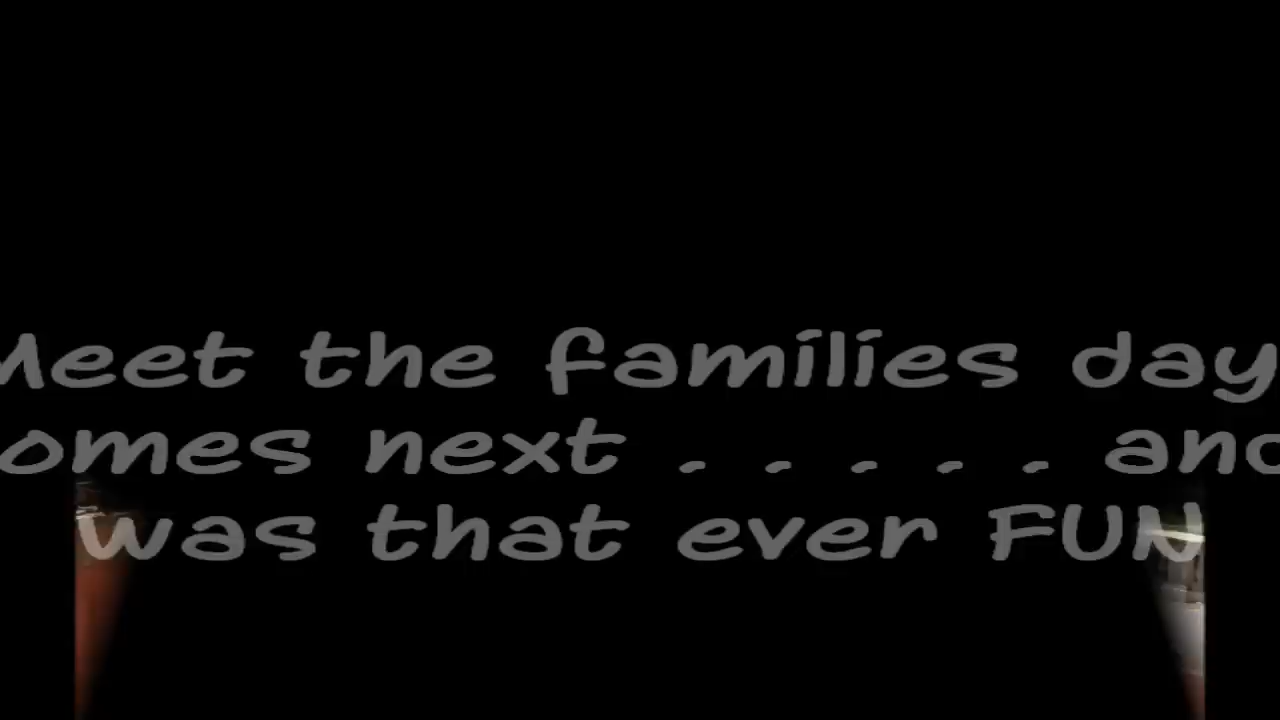 Meet the families day
omes next . . . . . and
was that ever FUN